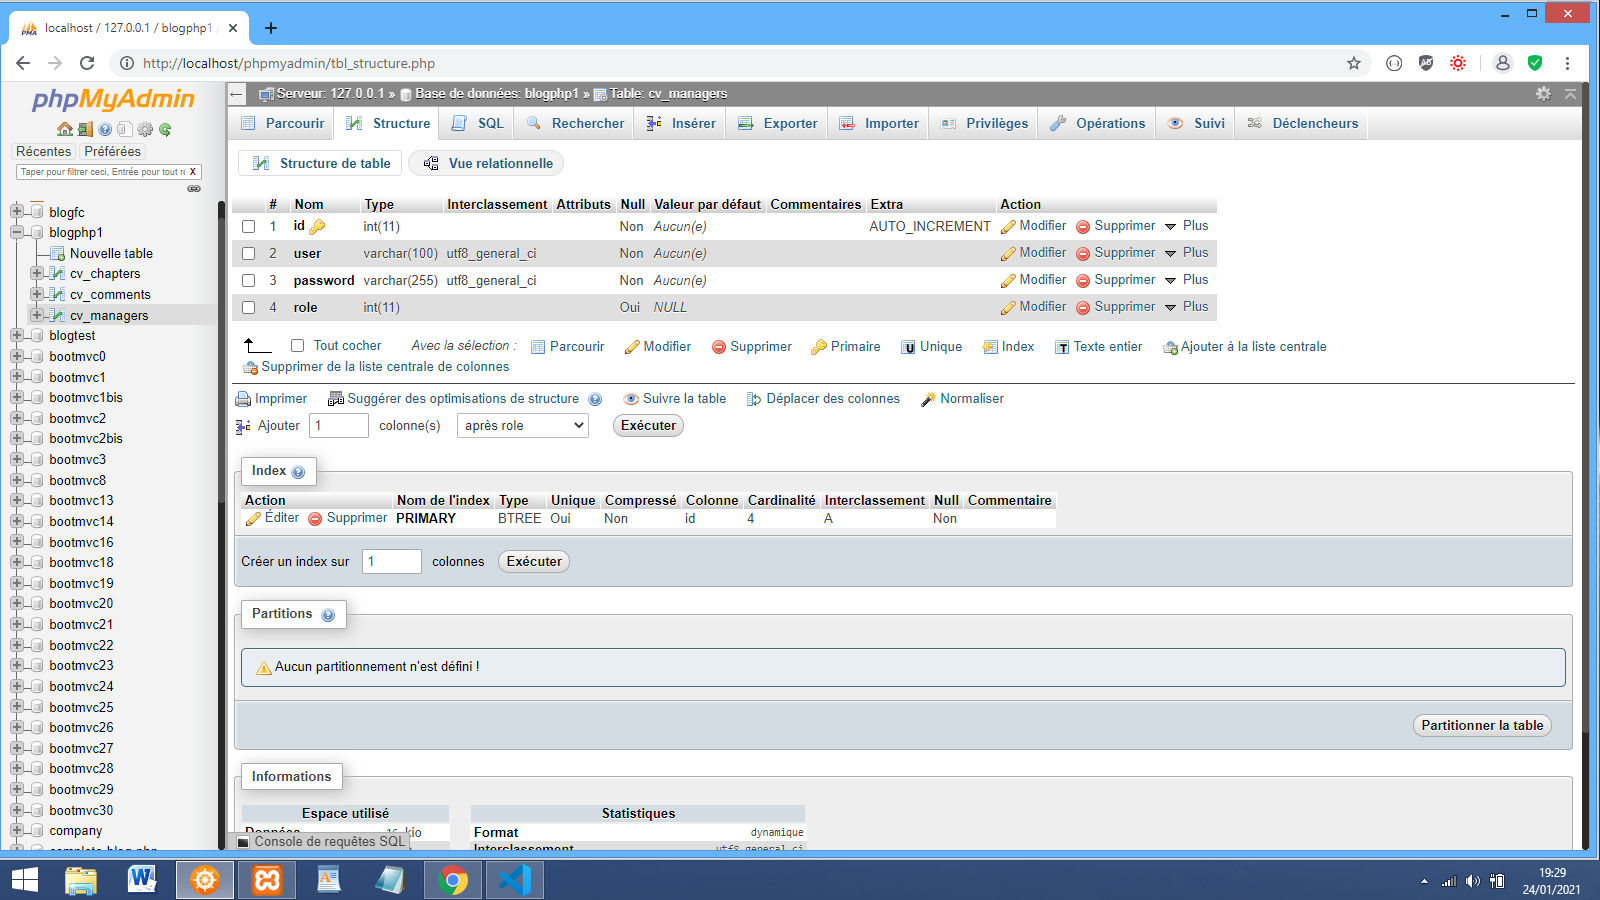 localhost / 127.0.0.1 / blogphp1
http://localhost/phpmyadmin/tbl_structure.php
phpMyAdmin
Récentes Préférées
Taper pour filtrer ceci, Entrée pour tout r X
blogfc
blogphp1
Nouvelle table
cv_chapters
cv_comments
cv_managers
blogtest
bootmvc0
bootmvc1
bootmvc1bis
bootmvc2
bootmvc2bis
bootmvc3
bootmvc8
bootmvc13
bootmvc14
bootmvc16
bootmvc18
bootmvc19
bootmvc20
bootmvc21
bootmvc22
bootmvc23
bootmvc24
bootmvc25
bootmvc26
bootmvc27
bootmvc28
bootmvc29
bootmvc30
company
complete-blog-php
Serveur: 127.0.0.1 » Base de données: blogphp1 » Table: cv_managers
Parcourir Structure SQL Rechercher Insérer Exporter Importer Privilèges Opérations Suivi Déclencheurs
Structure de table Vue relationnelle
# Nom Type Interclassement Attributs Null Valeur par défaut Commentaires Extra Action
1 id int(11) Non Aucun(e) AUTO_INCREMENT Modifier Supprimer Plus
2 user varchar(100) utf8_general_ci Non Aucun(e) Modifier Supprimer Plus
3 password varchar(255) utf8_general_ci Non Aucun(e) Modifier Supprimer Plus
4 role int(11) Oui NULL Modifier Supprimer Plus
Tout cocher Avec la sélection : Parcourir Modifier Supprimer Primaire Unique Index Texte entier Ajouter à la liste centrale
Supprimer de la liste centrale de colonnes
Imprimer Suggérer des optimisations de structure Suivre la table Déplacer des colonnes Normaliser
Ajouter 1 colonne(s) après role Exécuter
Index
Action Nom de l'index Type Unique Compressé Colonne Cardinalité Interclassement Null Commentaire
Éditer Supprimer PRIMARY BTREE Oui Non id 4 A Non
Créer un index sur 1 colonnes Exécuter
Partitions
Aucun partitionnement n'est défini !
Partitionner la table
Informations
Espace utilisé Statistiques
Données 16 kio Format dynamique
Interclassement utf8_general_ci
Console de requêtes SQL
19:29
24/01/2021